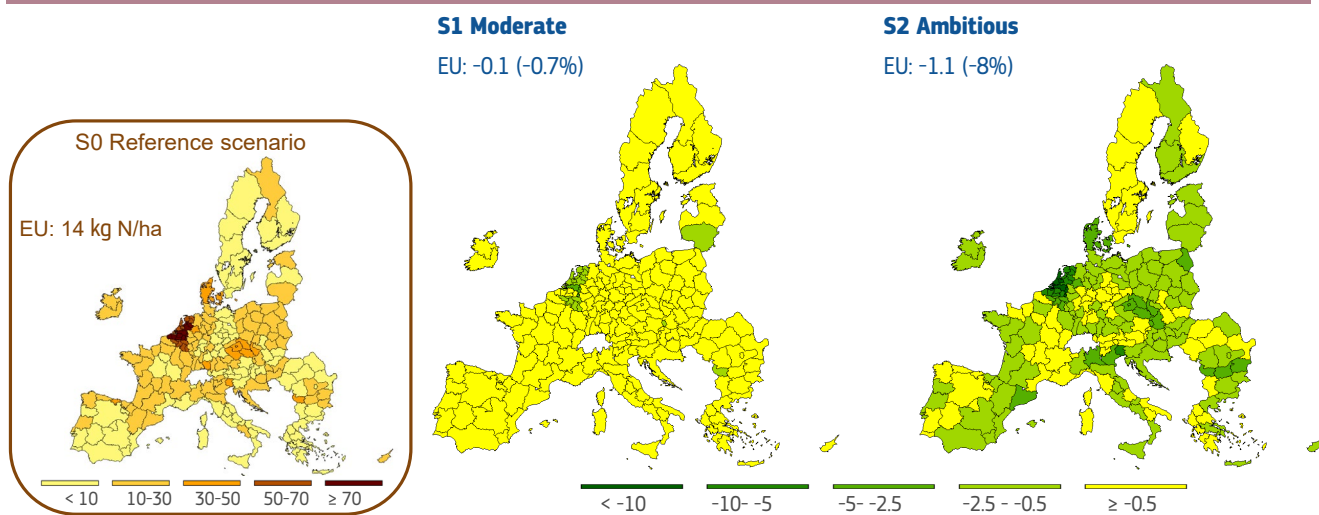 S1 Moderate
EU: -0.1 (-0.7%)
S2 Ambitious
EU: -1.1 (-8%)
S0 Reference scenario
EU: 14 kg N/ha
< 10
10-30
30-50
50-70
≥ 70
< -10
-10- -5
-5- -2.5
-2.5 - -0.5
≥ -0.5